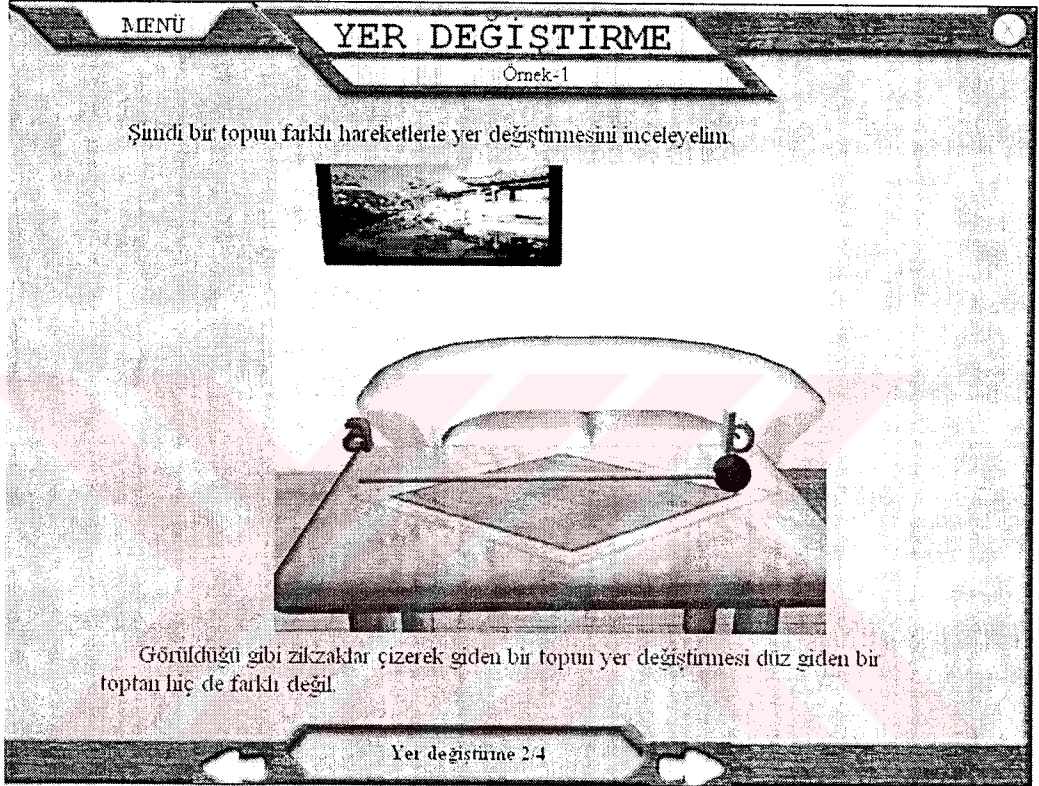 MENÜ
YER DEĞİŞTİRME
Örnek-1
X
Şimdi bir topun farklı hareketlerle yer değiştirmesini inceleyelim.
a
b
Görüldüğü gibi zikzaklar çizerek giden bir topun yer değiştirmesi düz giden bir
toptan hiç de farklı değil.
Yer değiştirme 2/4